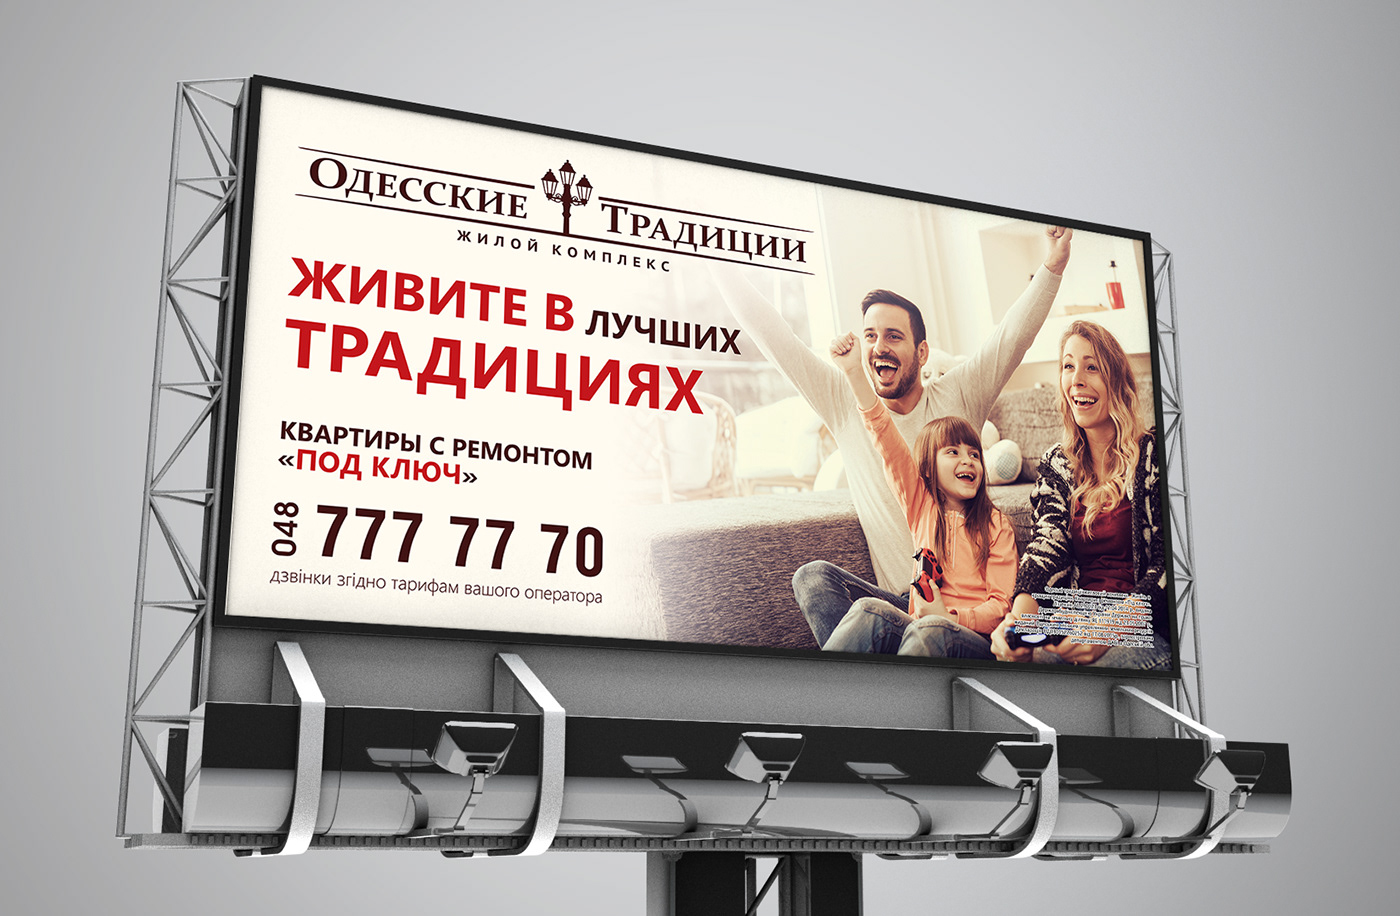 Одесские Традиции
жилой комплекс
ЖИВИТЕ В ЛУЧШИХ
ТРАДИЦИЯХ
КВАРТИРЫ С РЕМОНТОМ
«ПОД КЛЮЧ»
048 777 77 70
дзвінки згідно тарифам вашого оператора